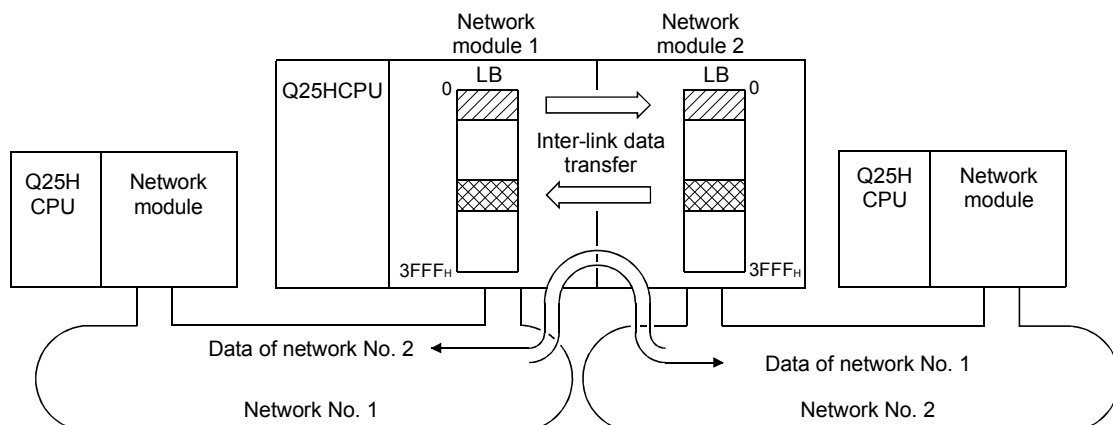 Network
module 1
Network
module 2
Q25HCPU
LB
0
LB
0
Inter-link data
transfer
3FFFH
3FFFH
Q25H
CPU
Network
module
Q25H
CPU
Network
module
Data of network No. 2
Data of network No. 1
Network No. 1
Network No. 2